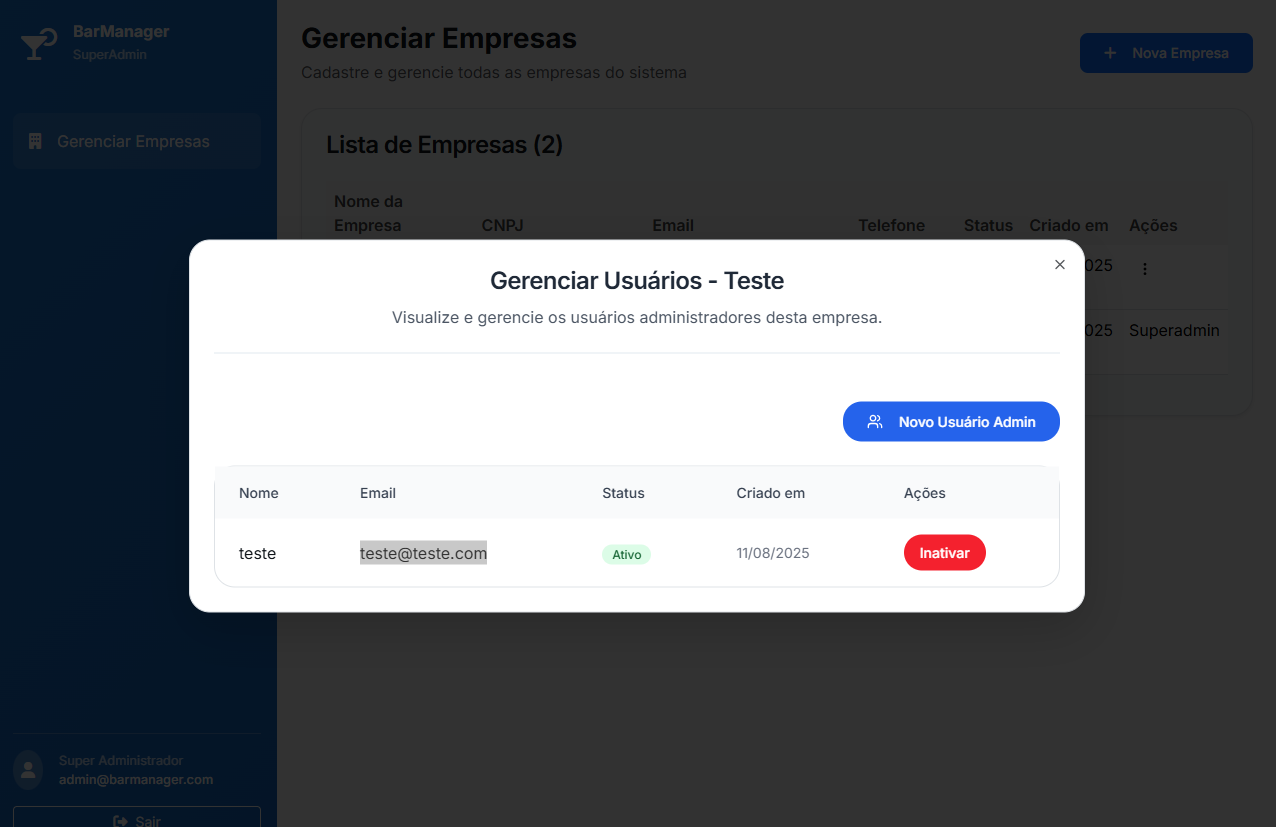 BarManager
SuperAdmin
Gerenciar Empresas
Gerenciar Empresas
Cadastre e gerencie todas as empresas do sistema
Nova Empresa
Lista de Empresas (2)
Nome da
Empresa CNPJ Email Telefone Status Criado em Ações
025
025 Superadmin
Gerenciar Usuários - Teste
Visualize e gerencie os usuários administradores desta empresa.
Novo Usuário Admin
Nome Email Status Criado em Ações
teste teste@teste.com Ativo 11/08/2025 Inativar
Super Administrador
admin@barmanager.com
Sair